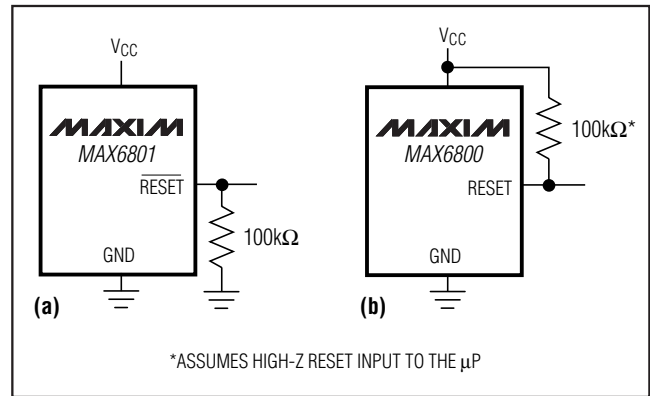 VCC
MAXIM
MAX6801
RESET
100kΩ
GND
(a)
VCC
MAXIM
MAX6800
100kΩ*
RESET
GND
(b)
*ASSUMES HIGH-Z RESET INPUT TO THE µP